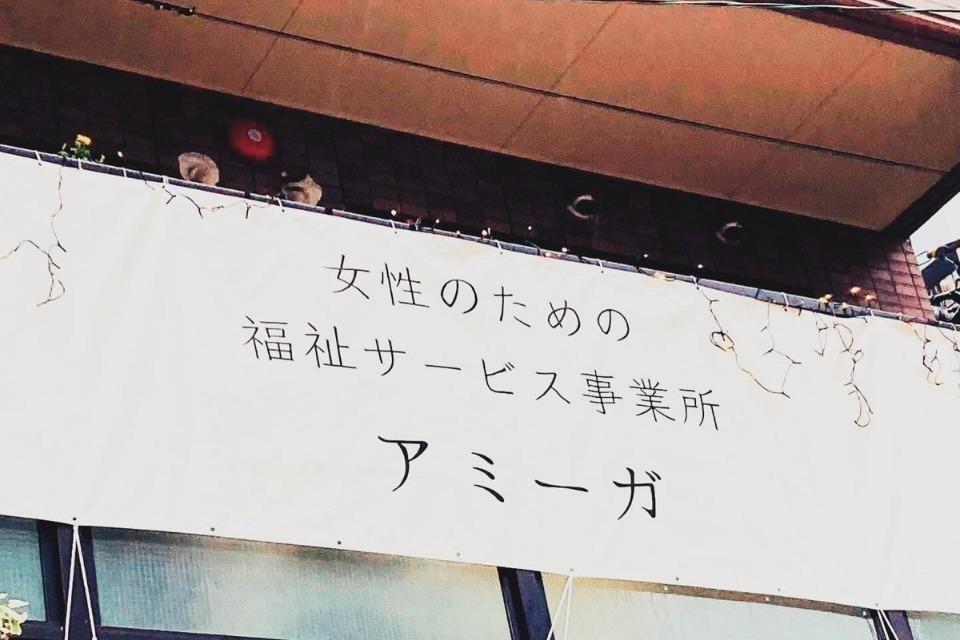 女性のための
福祉サービス事業所
アミーガ